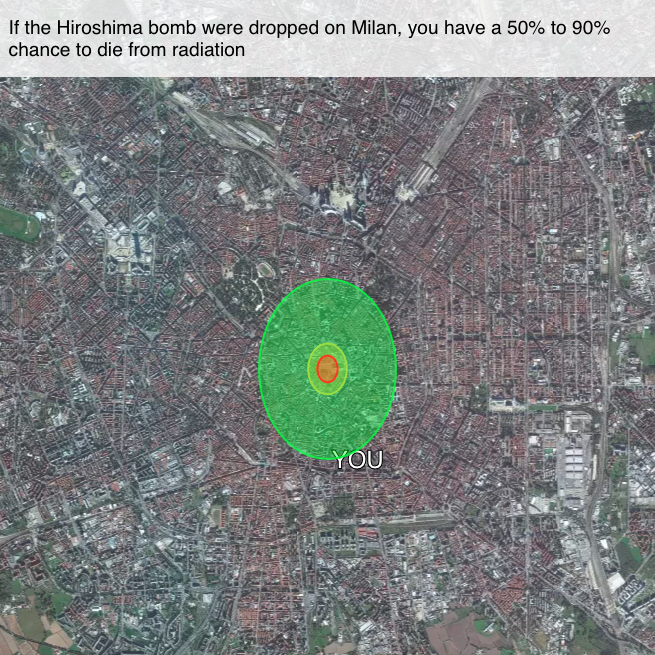 If the Hiroshima bomb were dropped on Milan, you have a 50% to 90%
chance to die from radiation
YOU